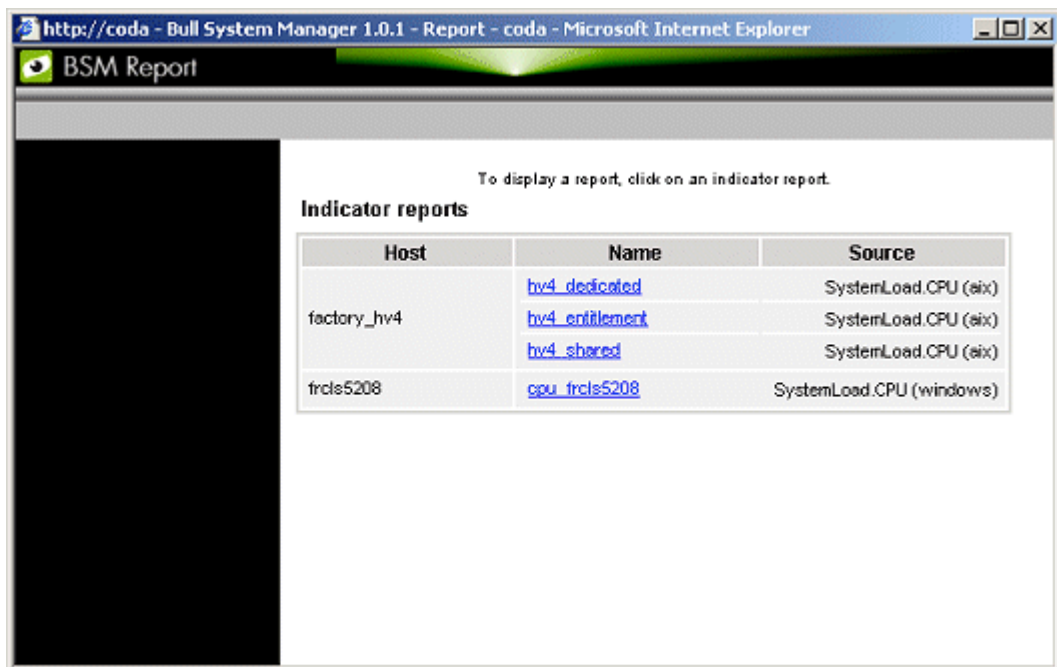 http://coda - Bull System Manager 1.0.1 - Report - coda - Microsoft Internet Explorer
BSM Report
To display a report, click on an indicator report.
Indicator reports
Host Name Source
hv4_dedicated SystemLoad.CPU (aix)
factory_hv4 hv4_entitlement SystemLoad.CPU (aix)
hv4_shared SystemLoad.CPU (aix)
frcls5208 cpu_frcls5208 SystemLoad.CPU (windows)